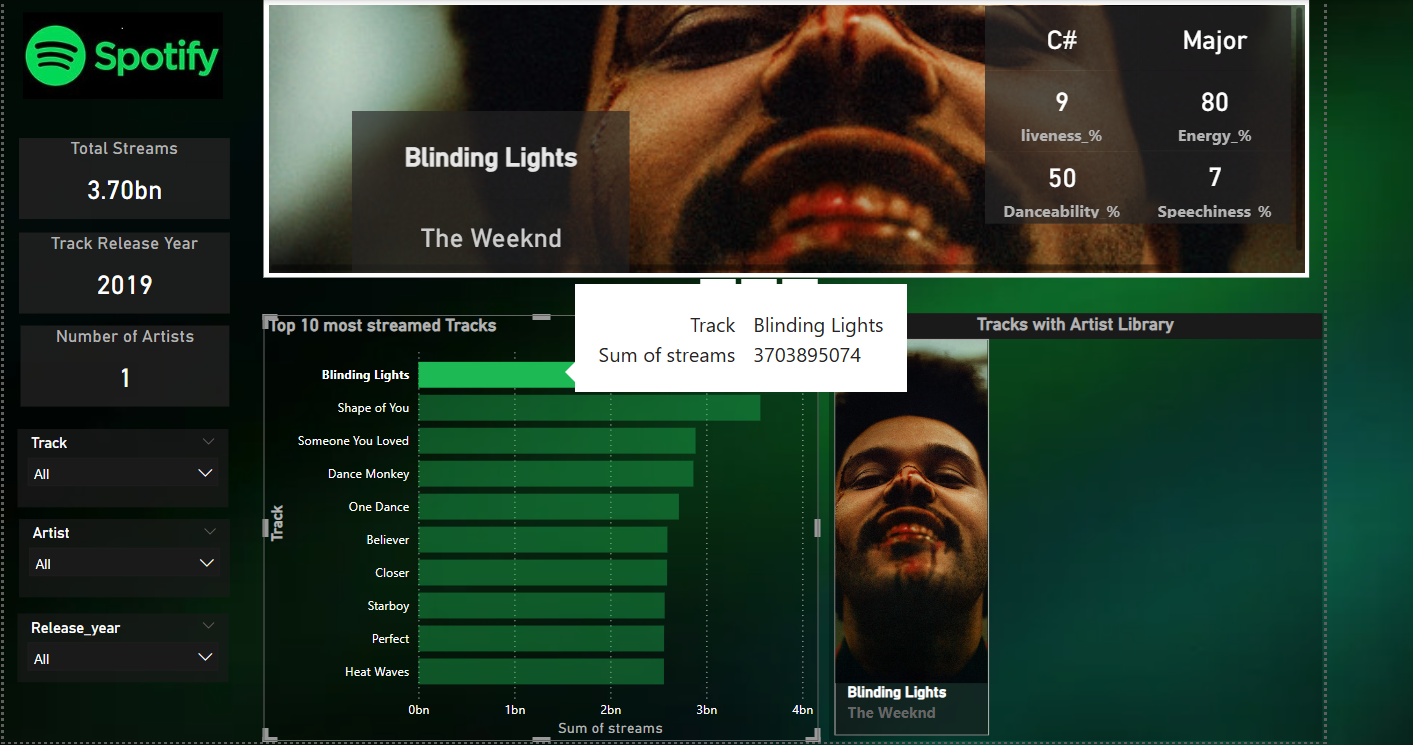 Spotify
Total Streams
3.70bn
Track Release Year
2019
Number of Artists
1
Track
All
Artist
All
Release_year
All
Blinding Lights
The Weeknd
C# Major
9 80
liveness_% Energy_%
50 7
Danceability_% Speechiness_%
Top 10 most streamed Tracks
Track Blinding Lights
Sum of streams 3703895074
Track
Blinding Lights
Shape of You
Someone You Loved
Dance Monkey
One Dance
Believer
Closer
Starboy
Perfect
Heat Waves
0bn 1bn 2bn 3bn 4bn
Sum of streams
Tracks with Artist Library
Blinding Lights
The Weeknd